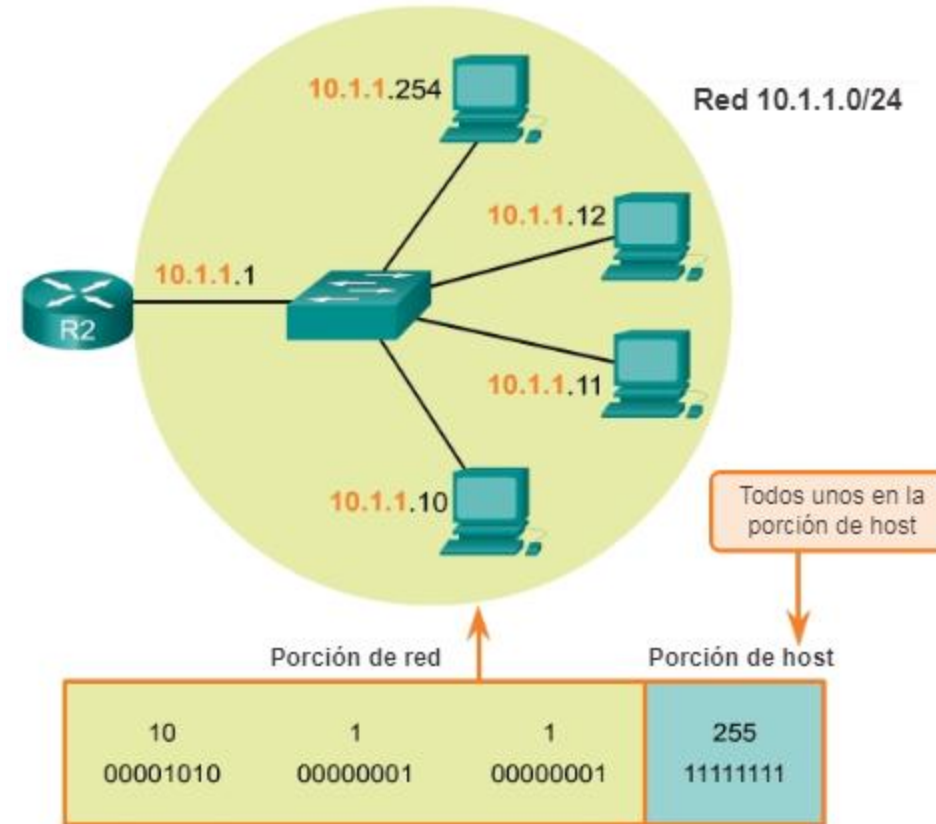 10.1.1.254
Red 10.1.1.0/24
10.1.1.12
10.1.1.1
R2
10.1.1.11
10.1.1.10
Todos unos en la
porción de host
Porción de red
Porción de host
10 1 1 255
00001010 00000001 00000001 11111111